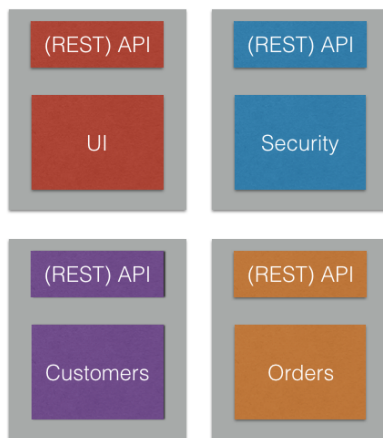 (REST) API
(REST) API
UI
Security
(REST) API
(REST) API
Customers
Orders